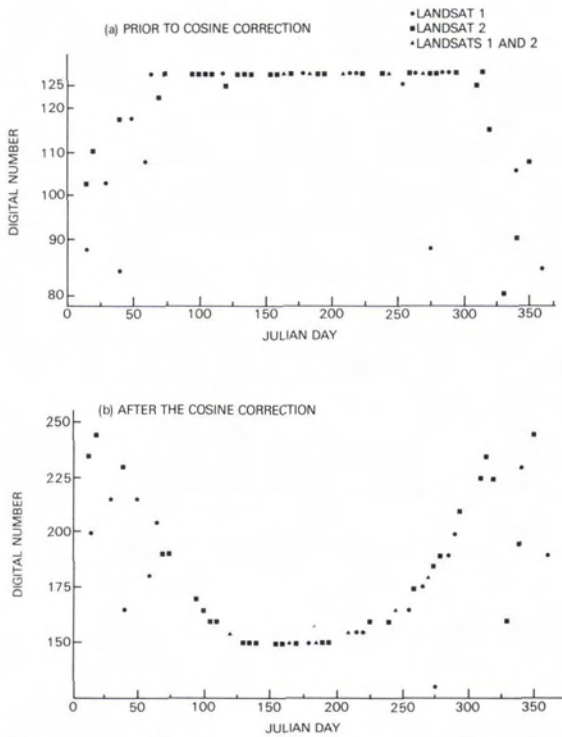 •LANDSAT 1
■LANDSAT 2
▲LANDSATS 1 AND 2
(a) PRIOR TO COSINE CORRECTION
DIGITAL NUMBER
125
120
110
100
90
80
0 50 100 150 200 250 300 350
JULIAN DAY
(b) AFTER THE COSINE CORRECTION
DIGITAL NUMBER
250
225
200
175
150
0 50 100 150 200 250 300 350
JULIAN DAY